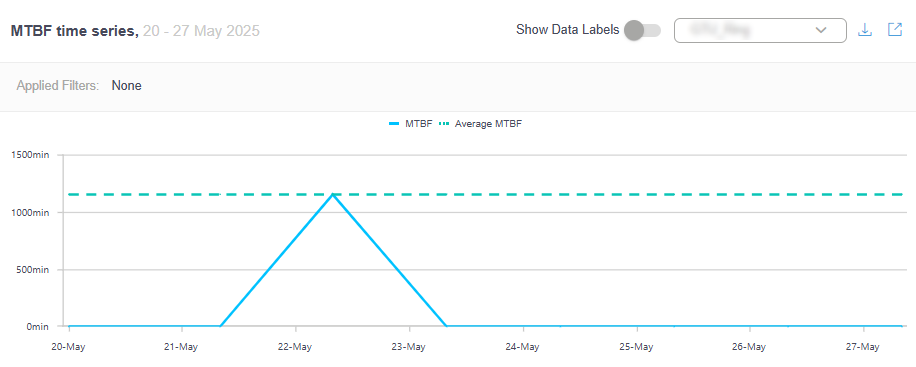 MTBF time series, 20 - 27 May 2025
Show Data Labels
Applied Filters: None
MTBF Average MTBF
1500min
1000min
500min
0min
20-May 21-May 22-May 23-May 24-May 25-May 26-May 27-May